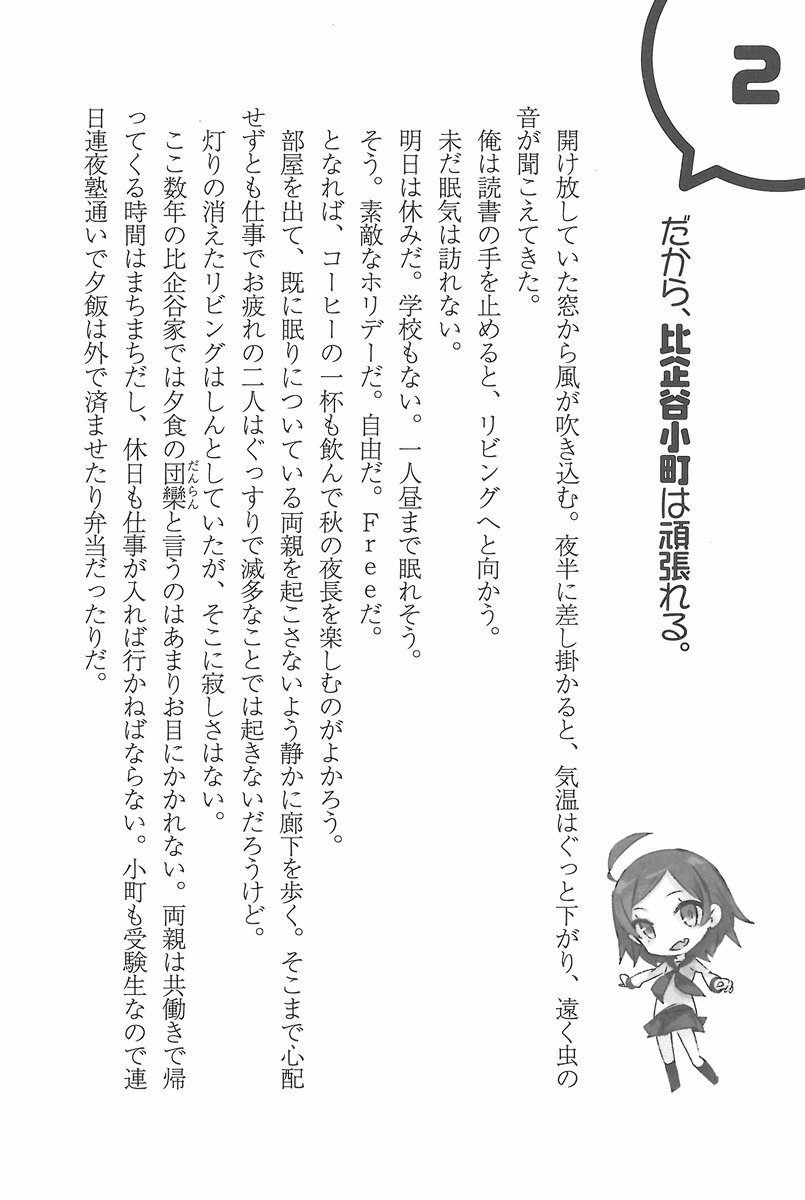 2
だから、比企谷小町は頑張れる。
開け放していた窓から風が吹き込む。夜半に差し掛かると、気温はぐっと下がり、遠く虫の
音が聞こえてきた。
俺は読書の手を止めると、リビングへと向かう。
未だ眠気は訪れない。
明日は休みだ。学校もない。一人昼まで眠れそう。
そう。素敵なホリデーだ。自由だ。Freeだ。
となれば、コーヒーの一杯も飲んで秋の夜長を楽しむのがよかろう。
部屋を出て、既に眠りについている両親を起こさないよう静かに廊下を歩く。そこまで心配
せずとも仕事でお疲れの二人はぐっすりで滅多なことでは起きないだろうけど。
灯りの消えたリビングはしんとしていたが、そこに寂しさはない。
ここ数年の比企谷家では夕食の団欒と言うのはあまりお目にかかれない。両親は共働きで帰
だんらん
ってくる時間はまちまちだし、休日も仕事が入れば行かねばならない。小町も受験生なので連
日連夜塾通いで夕飯は外で済ませたり弁当だったりだ。